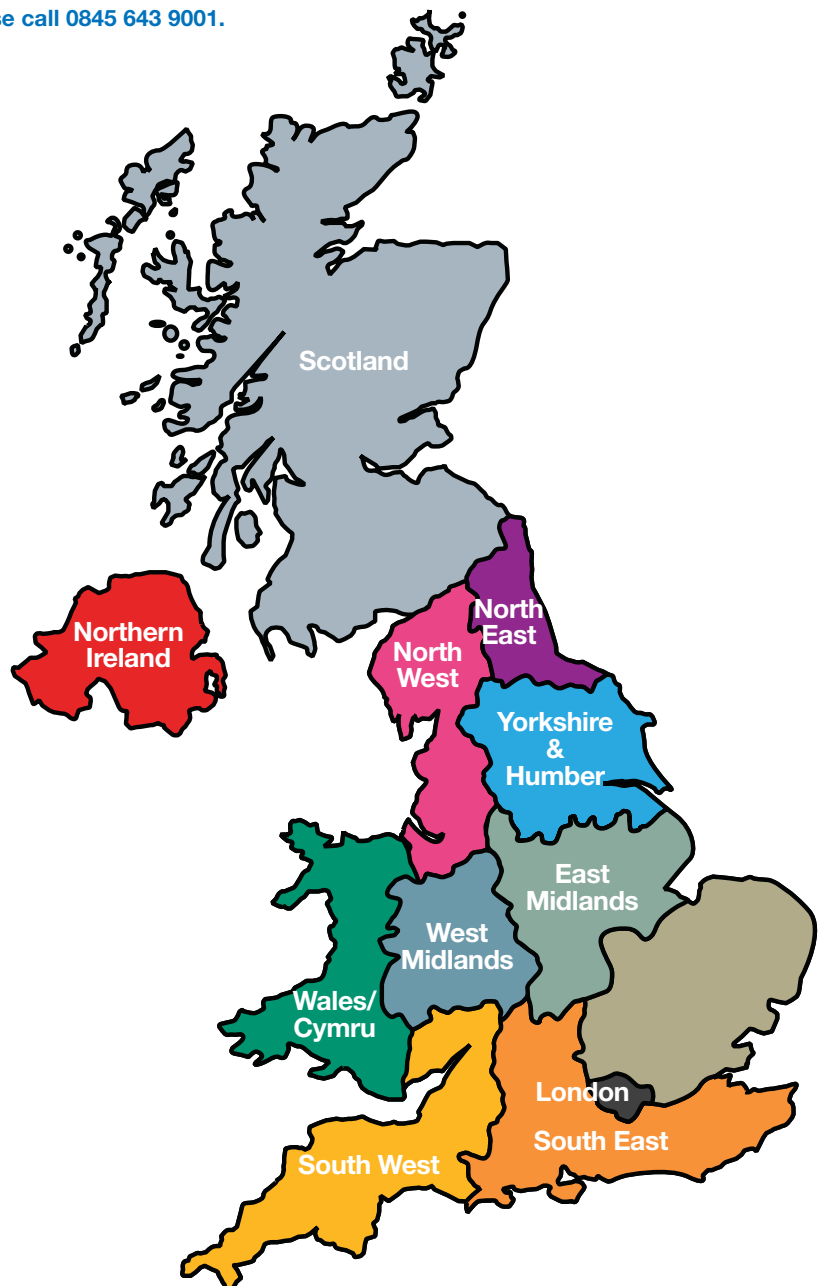 se call 0845 643 9001.
Scotland
North
East
Northern
Ireland
North
West
Yorkshire
&
Humber
East
Midlands
West
Midlands
Wales/
Cymru
London
South East
South West